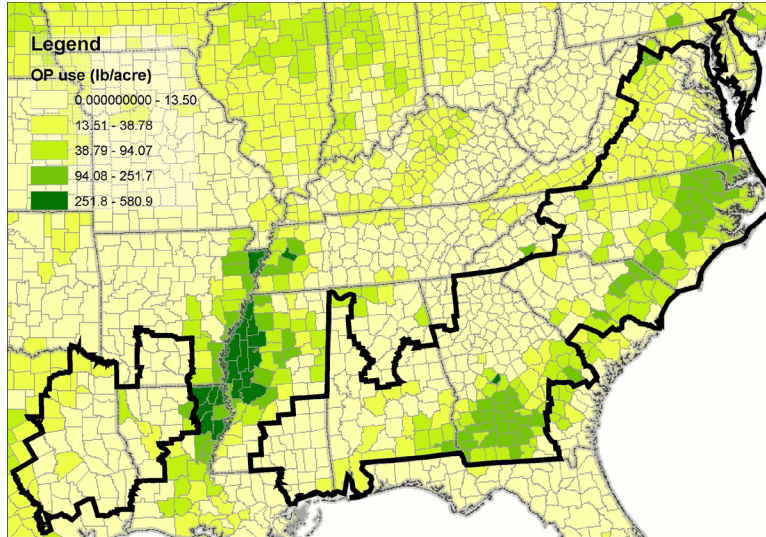 Legend
OP use (lb/acre)
0.000000000 - 13.50
13.51 - 38.78
38.79 - 94.07
94.08 - 251.7
251.8 - 580.9